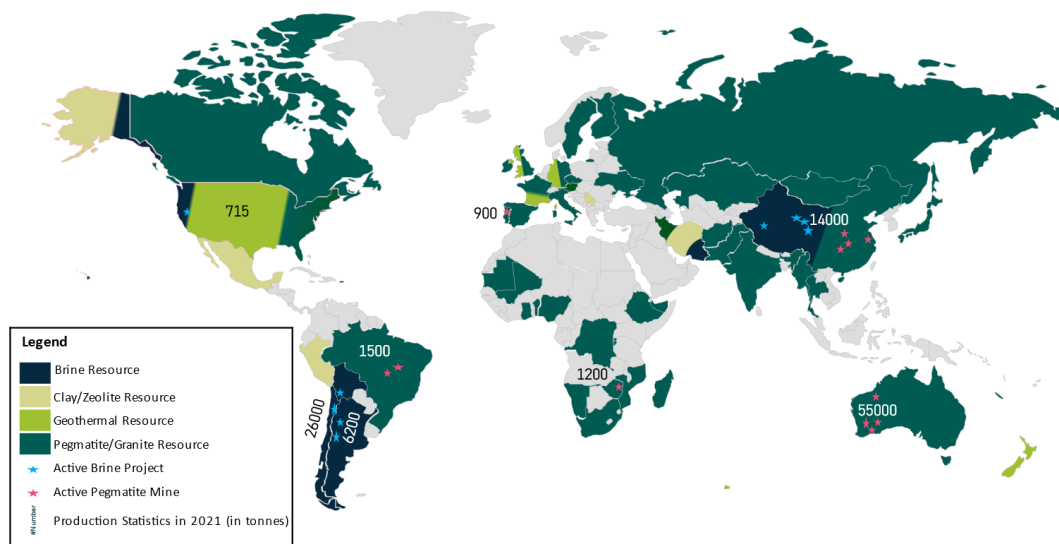 715
900
14000
1500
1200
26000
6200
55000
Legend
Brine Resource
Clay/Zeolite Resource
Geothermal Resource
Pegmatite/Granite Resource
Active Brine Project
Active Pegmatite Mine
#Number
Production Statistics in 2021 (in tonnes)